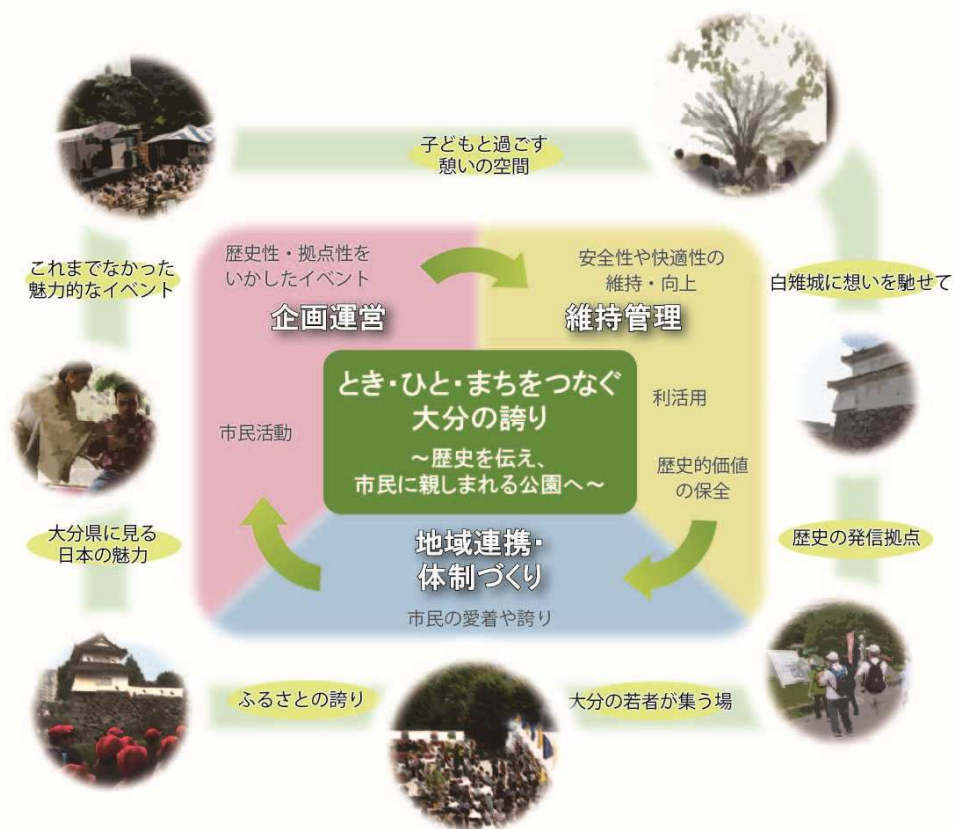 子どもと過ごす
憩いの空間
これまでなかった
魅力的なイベント
歴史性・拠点性を
いかしたイベント
企画運営
安全性や快適性の
維持・向上
維持管理
白雉城に想いを馳せて
とき・ひと・まちをつなぐ
大分の誇り
～歴史を伝え、
市民に親しまれる公園へ～
市民活動
利活用
歴史的価値
の保全
大分県に見る
日本の魅力
地域連携・
体制づくり
市民の愛着や誇り
歴史の発信拠点
ふるさとの誇り
大分の若者が集う場